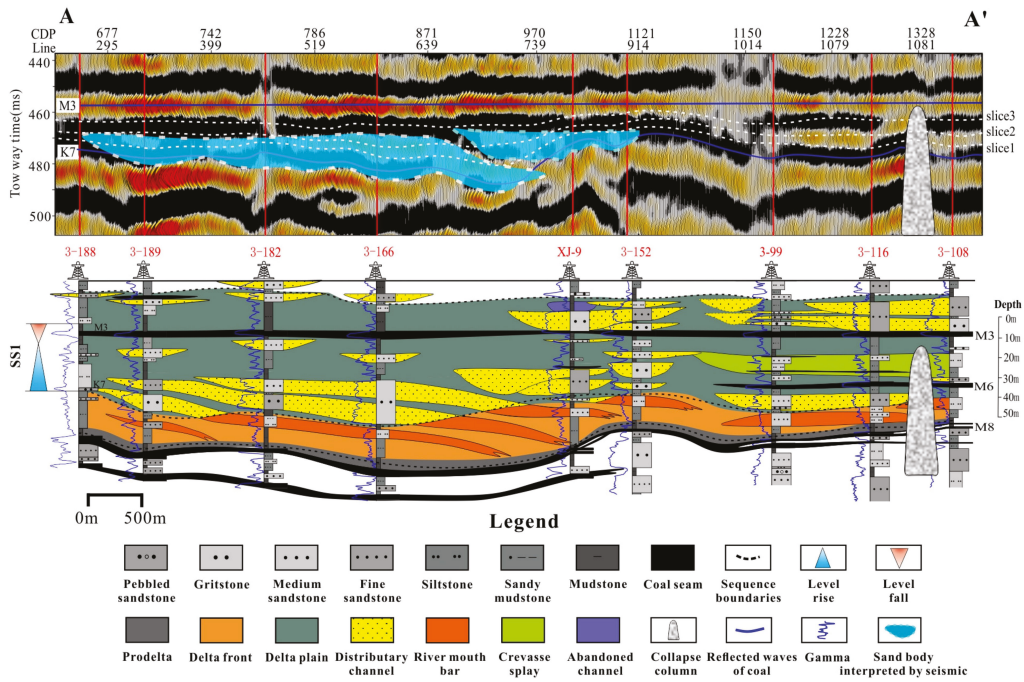 A A'
CDP 677 742 786 871 970 1121 1150 1228 1328
Line 295 399 519 639 739 914 1014 1079 1081
Tow way time(ms)
440
460
480
500
M3
K7
slice3
slice2
slice1
3-188 3-189 3-182 3-166 XJ-9 3-152 3-99 3-116 3-108
SS1
M3
K7
Depth
0m
M3
10m
20m
30m
M6
40m
50m
M8
0m 500m
Legend
Pebbled sandstone
Gritstone
Medium sandstone
Fine sandstone
Siltstone
Sandy mudstone
Mudstone
Coal seam
Sequence boundaries
Level rise
Level fall
Prodelta
Delta front
Delta plain
Distributary channel
River mouth bar
Crevasse splay
Abandoned channel
Collapse column
Reflected waves of coal
Gamma
Sand body interpreted by seismic